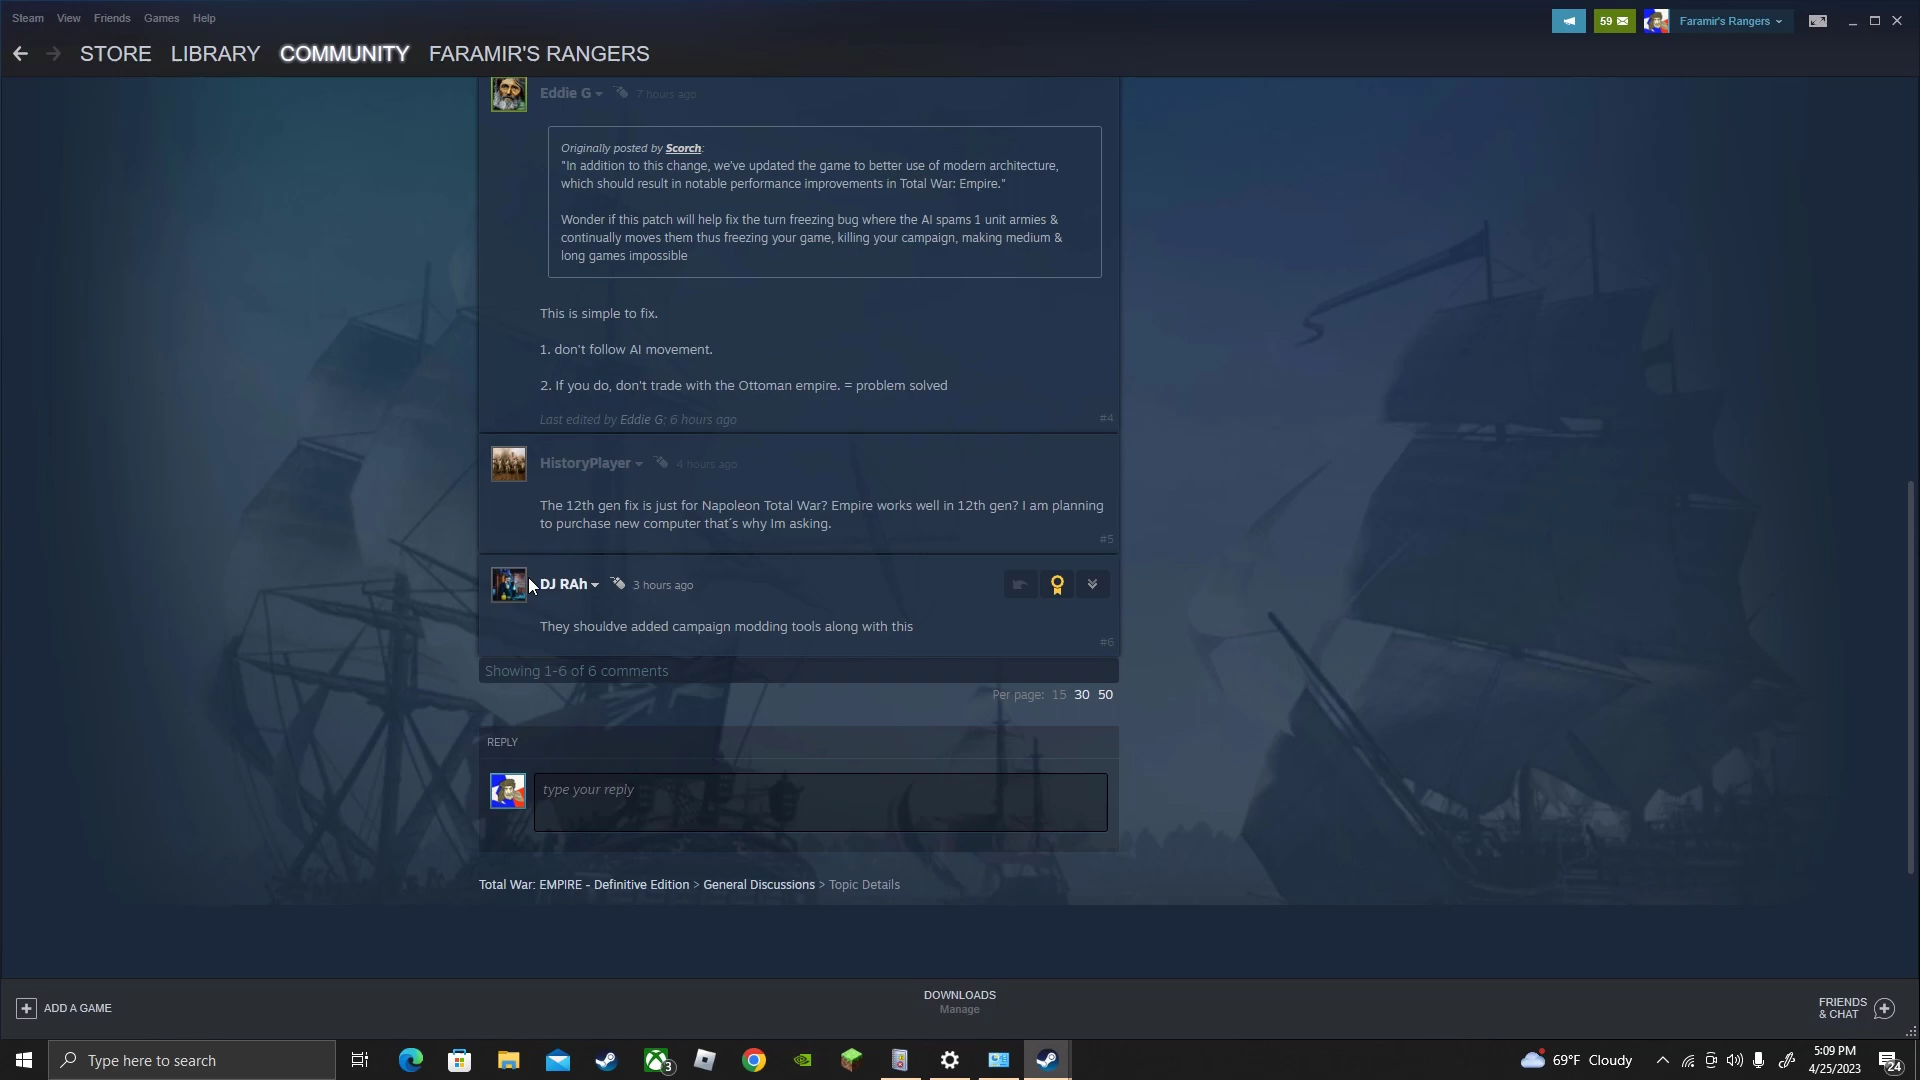 Steam View Friends Games Help
59 Faramir's Rangers
STORE LIBRARY COMMUNITY FARAMIR'S RANGERS
Eddie G 7 hours ago
Originally posted by Scorch:
"In addition to this change, we've updated the game to better use of modern architecture,
which should result in notable performance improvements in Total War: Empire."
Wonder if this patch will help fix the turn freezing bug where the AI spams 1 unit armies &
continually moves them thus freezing your game, killing your campaign, making medium &
long games impossible
This is simple to fix.
1. don't follow AI movement.
2. If you do, don't trade with the Ottoman empire. = problem solved
Last edited by Eddie G; 6 hours ago
#4
HistoryPlayer 4 hours ago
The 12th gen fix is just for Napoleon Total War? Empire works well in 12th gen? I am planning
to purchase new computer that´s why Im asking.
#5
DJ RAh 3 hours ago
They shouldve added campaign modding tools along with this
#6
Showing 1-6 of 6 comments
Per page: 15 30 50
REPLY
type your reply
Total War: EMPIRE - Definitive Edition > General Discussions > Topic Details
ADD A GAME
DOWNLOADS
Manage
FRIENDS
& CHAT
Type here to search
3
69°F Cloudy
5:09 PM
4/25/2023
24